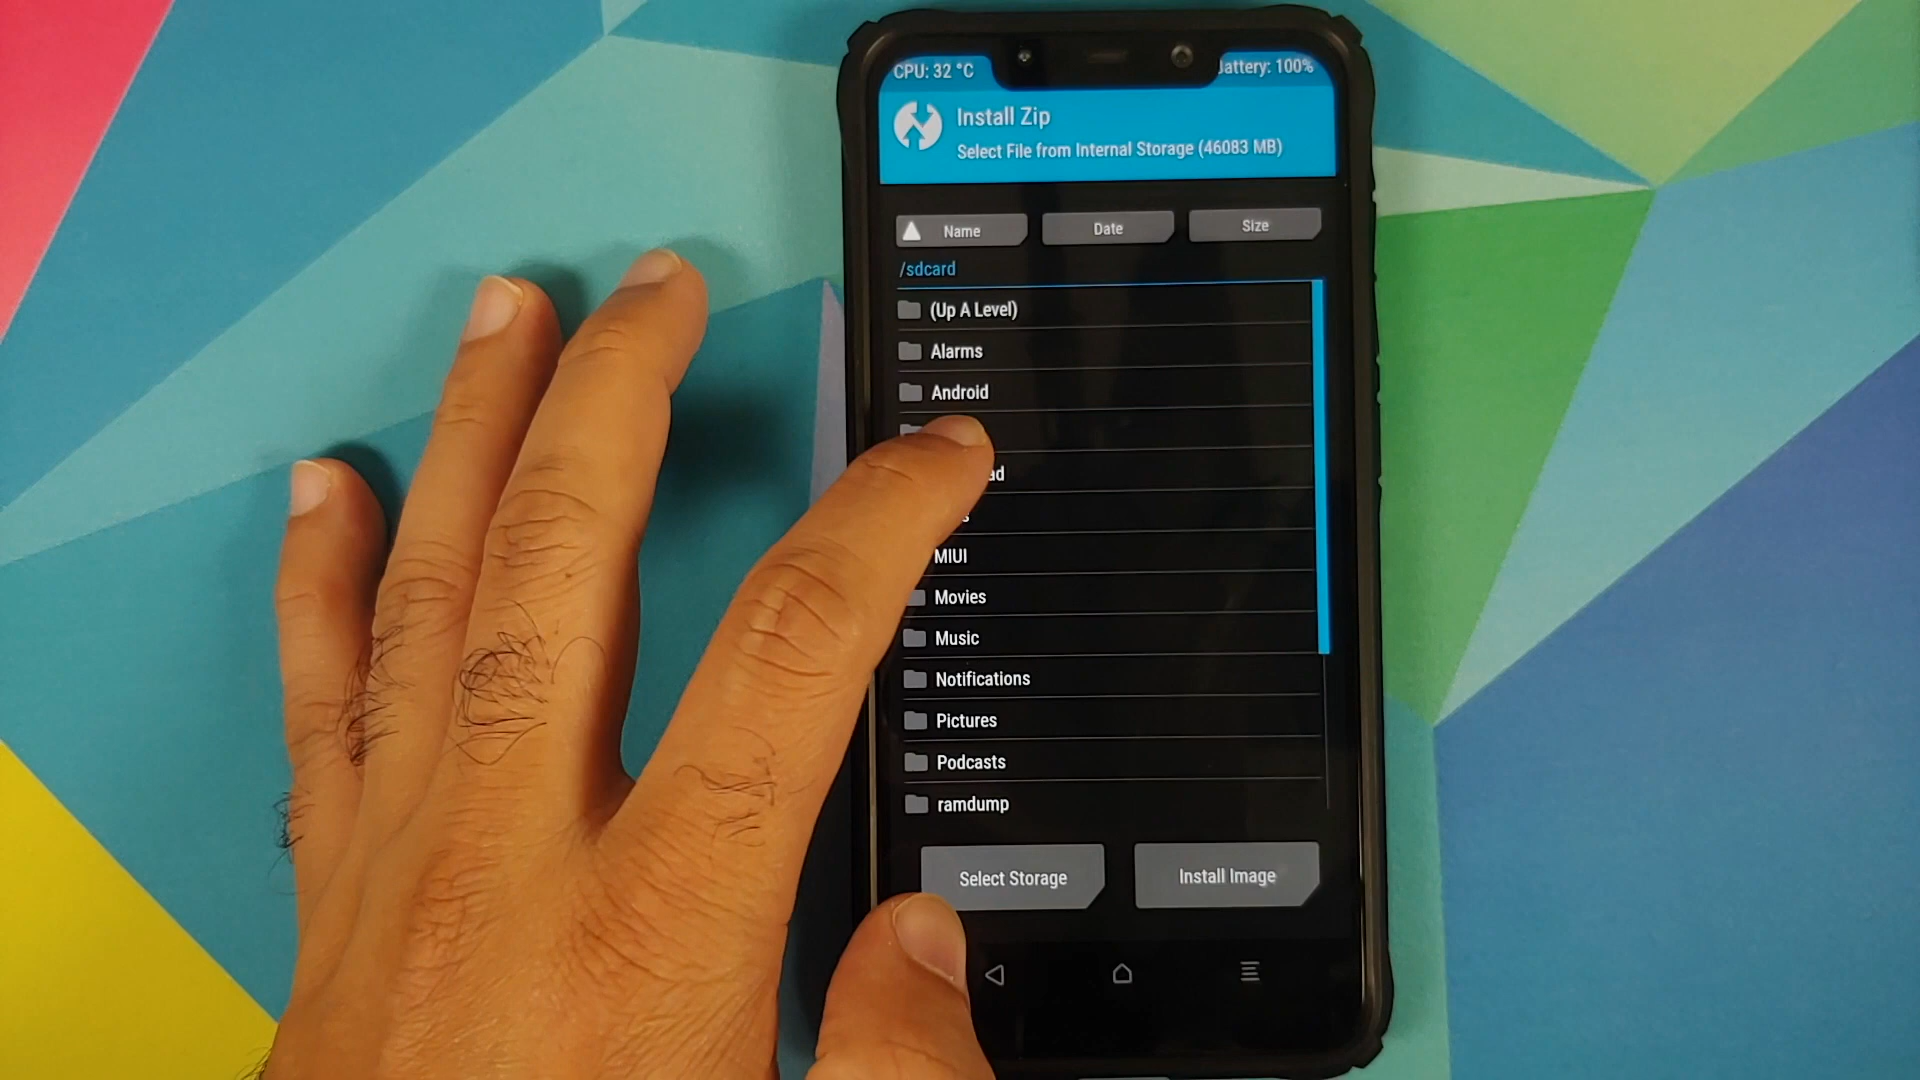 CPU: 32 °C
Battery: 100%
Install Zip
Select File from Internal Storage (46083 MB)
Name
Date
Size
/sdcard
(Up A Level)
Alarms
Android
MIUI
Movies
Music
Notifications
Pictures
Podcasts
ramdump
Select Storage
Install Image